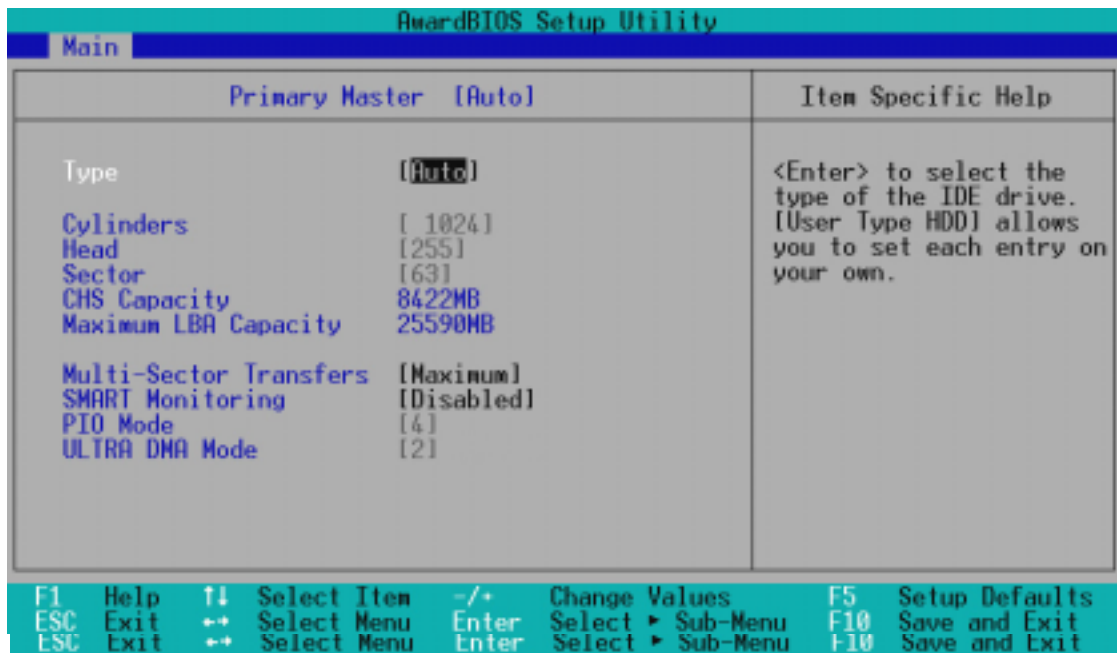 AwardBIOS Setup Utility
Main
Primary Master [Auto]
Item Specific Help
Type [Auto]
Cylinders [ 1024]
Head [255]
Sector [63]
CHS Capacity 8422MB
Maximum LBA Capacity 25590MB
Multi-Sector Transfers [Maximum]
SMART Monitoring [Disabled]
PIO Mode [4]
ULTRA DMA Mode [2]
<Enter> to select the
type of the IDE drive.
[User Type HDD] allows
you to set each entry on
your own.
F1 Help ↑↓ Select Item -/+ Change Values F5 Setup Defaults
ESC Exit ←→ Select Menu Enter Select ► Sub-Menu F10 Save and Exit
ESC Exit ←→ Select Menu Enter Select ► Sub-Menu F10 Save and Exit